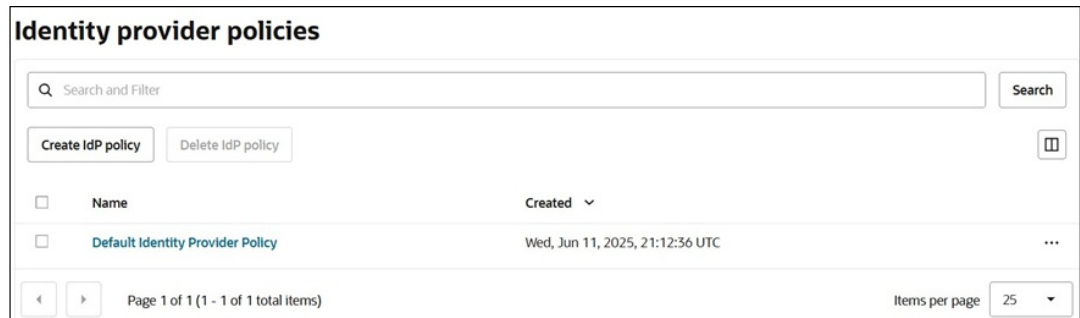 Identity provider policies
Search and Filter
Search
Create IdP policy
Delete IdP policy
Name
Created
Default Identity Provider Policy
Wed, Jun 11, 2025, 21:12:36 UTC
Page 1 of 1 (1 - 1 of 1 total items)
Items per page
25